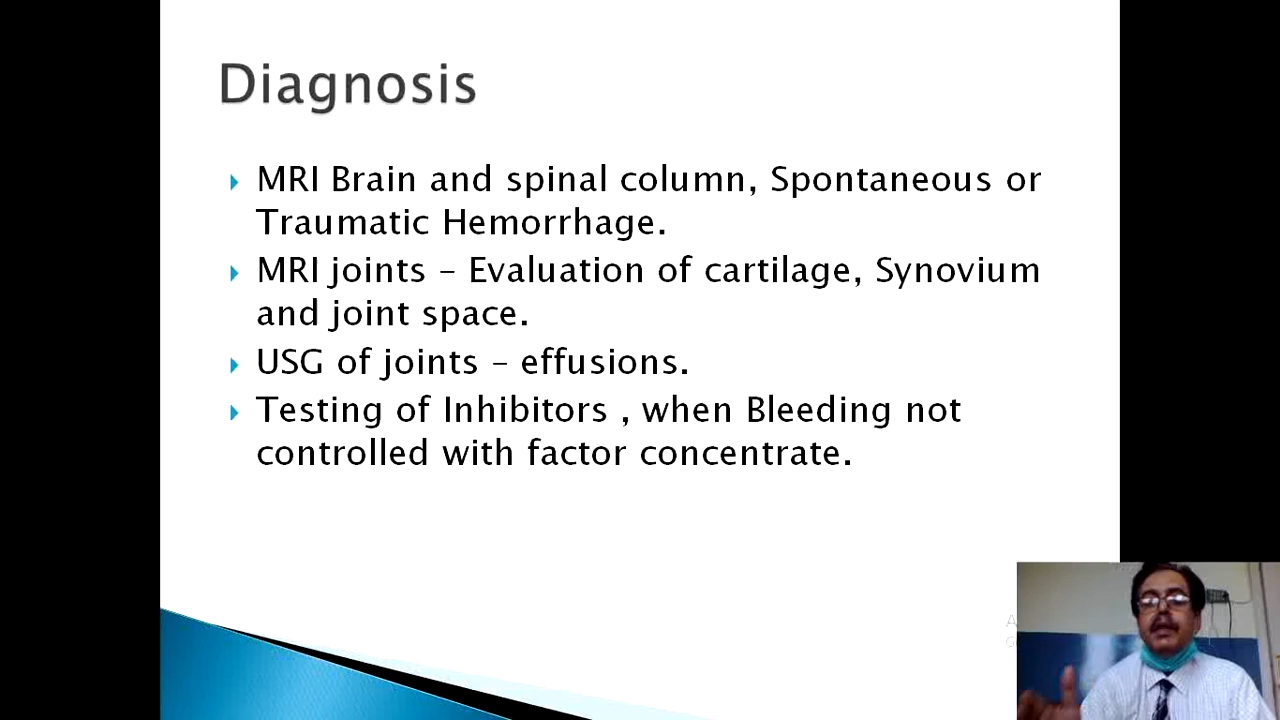 Diagnosis
MRI Brain and spinal column, Spontaneous or
Traumatic Hemorrhage.
MRI joints – Evaluation of cartilage, Synovium
and joint space.
USG of joints – effusions.
Testing of Inhibitors , when Bleeding not
controlled with factor concentrate.